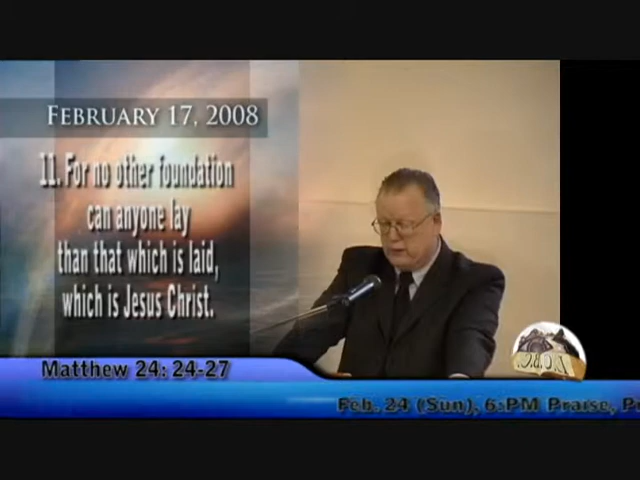 FEBRUARY 17, 2008
11. For no other foundation
can anyone lay
than that which is laid,
which is Jesus Christ.
Matthew 24: 24-27
Feb. 24 (Sun), 6:PM Praise,